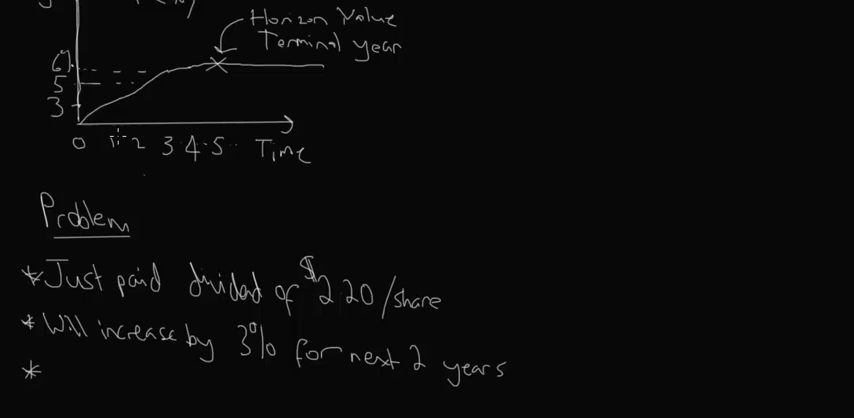 Horizon Value
Terminal year
6%
5
3
0 1 2 3 4 5 Time
Problem
* Just paid dividad of $2.20/share
* Will increase by 3% for next 2 years
*